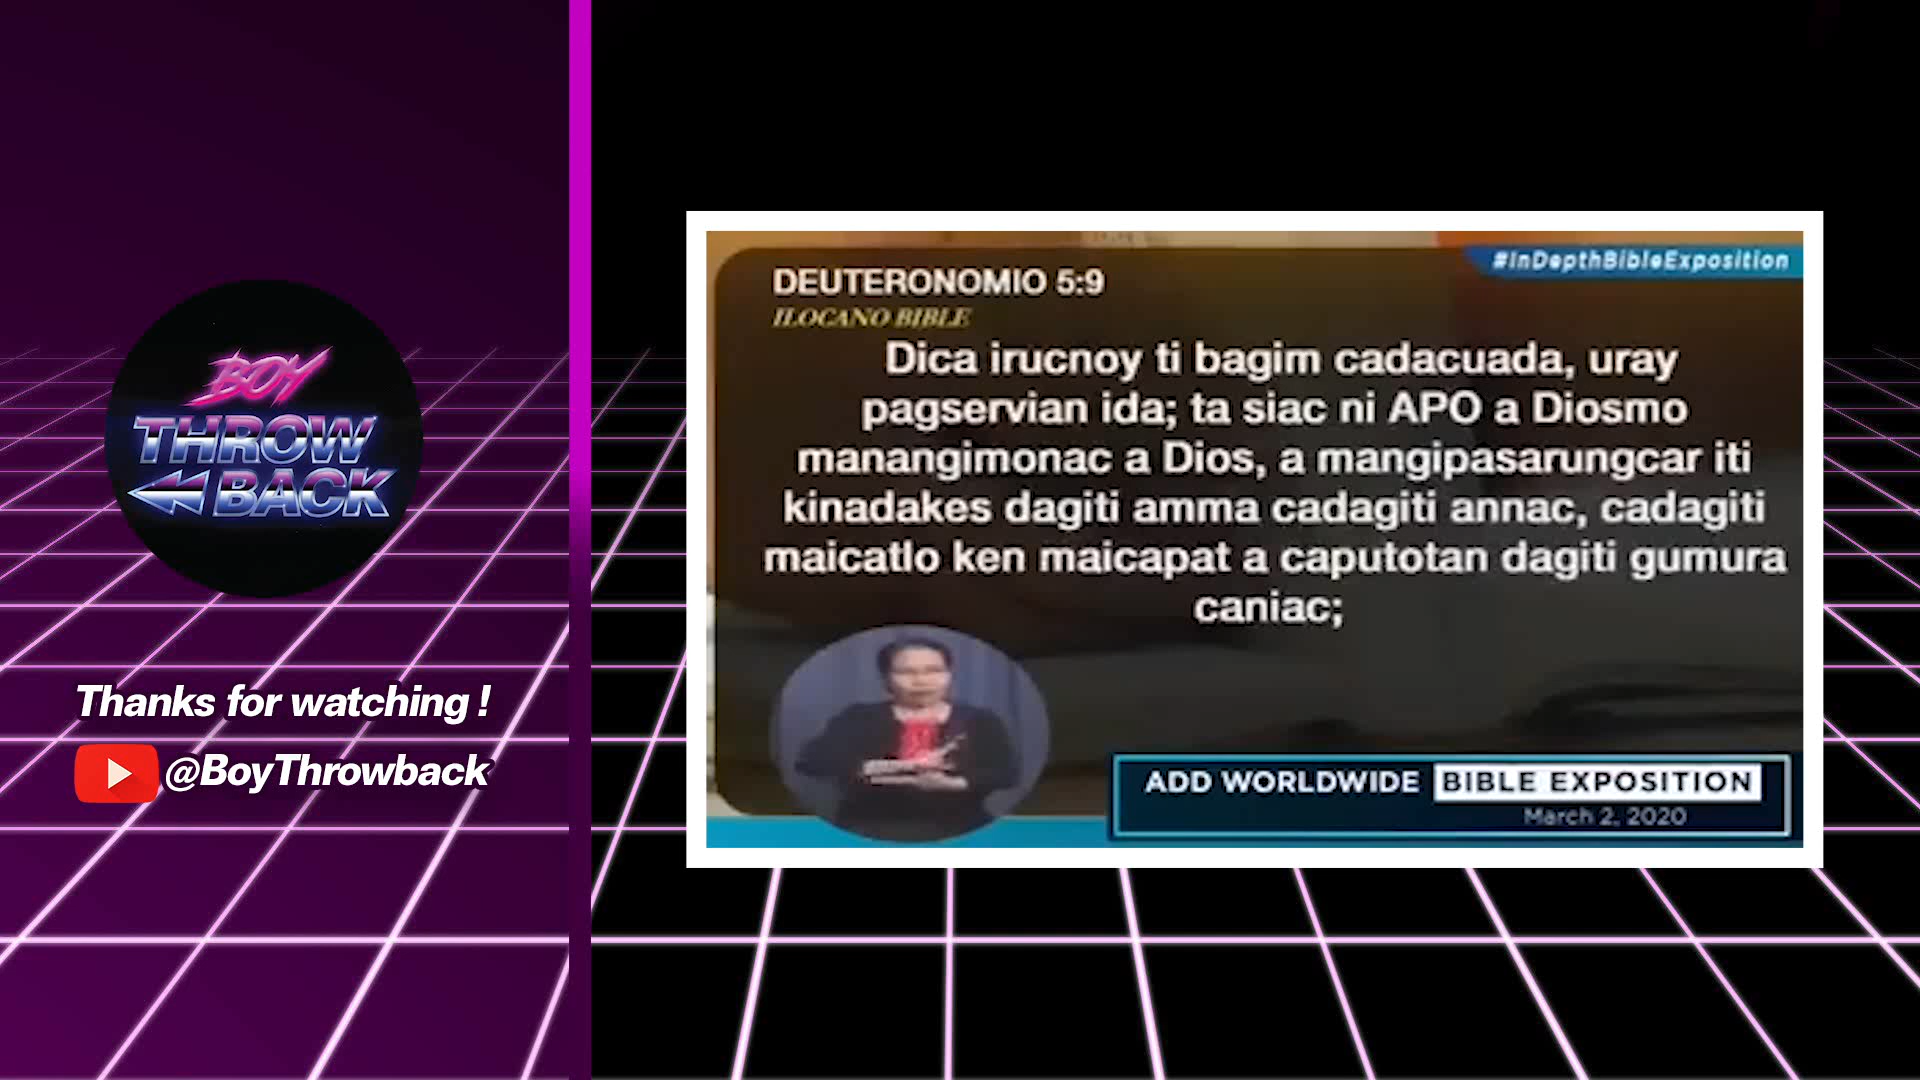 BOY
THROW
BACK
Thanks for watching !
@BoyThrowback
#InDepthBibleExposition
DEUTERONOMIO 5:9
ILOCANO BIBLE
Dica irucnoy ti bagim cadacuada, uray
pagservian ida; ta siac ni APO a Diosmo
manangimonac a Dios, a mangipasarungcar iti
kinadakes dagiti amma cadagiti annac, cadagiti
maicatlo ken maicapat a caputotan dagiti gumura
caniac;
ADD WORLDWIDE BIBLE EXPOSITION
March 2, 2020